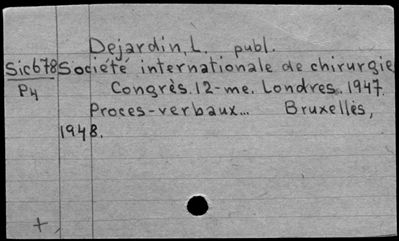 Dejardin, L. publ.
Sic678 Société internationale de chirurgie
P4 Congrès. 12-me. Londres. 1947.
Proces-verbaux... Bruxelles,
1948.
+